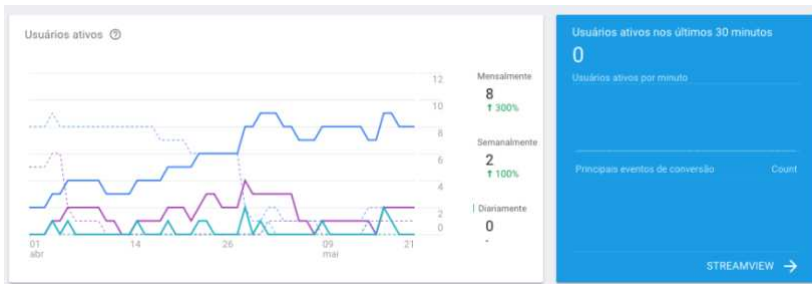 Usuários ativos
12
10
8
6
4
2
0
01
abr
14
26
09
mai
21
Mensalmente
8
↑ 300%
Semanalmente
2
↑ 100%
Diariamente
0
-
Usuários ativos nos últimos 30 minutos
0
Usuários ativos por minuto
Principais eventos de conversão Count
STREAMVIEW →